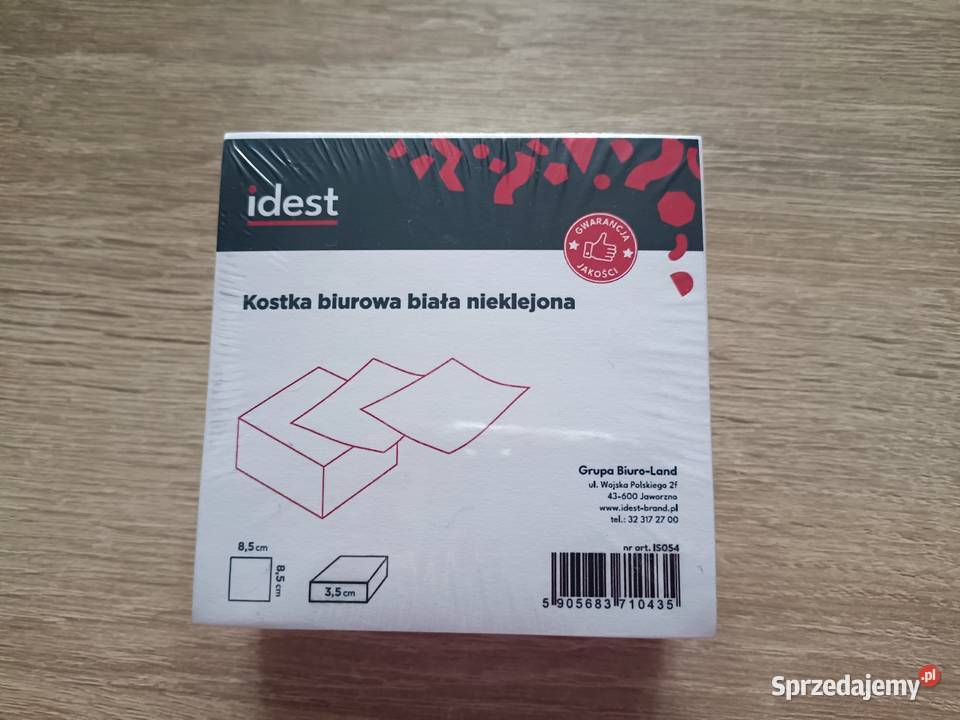 idest
GWARANCJA
JAKOŚCI
Kostka biurowa biała nieklejona
Grupa Biuro-Land
ul. Wojska Polskiego 2f
43-600 Jaworzno
www.idest-brand.pl
tel.: 32 317 27 00
nr art. IS054
8,5 cm
8,5 cm
3,5 cm
5 905683 710435
Sprzedajemy.pl